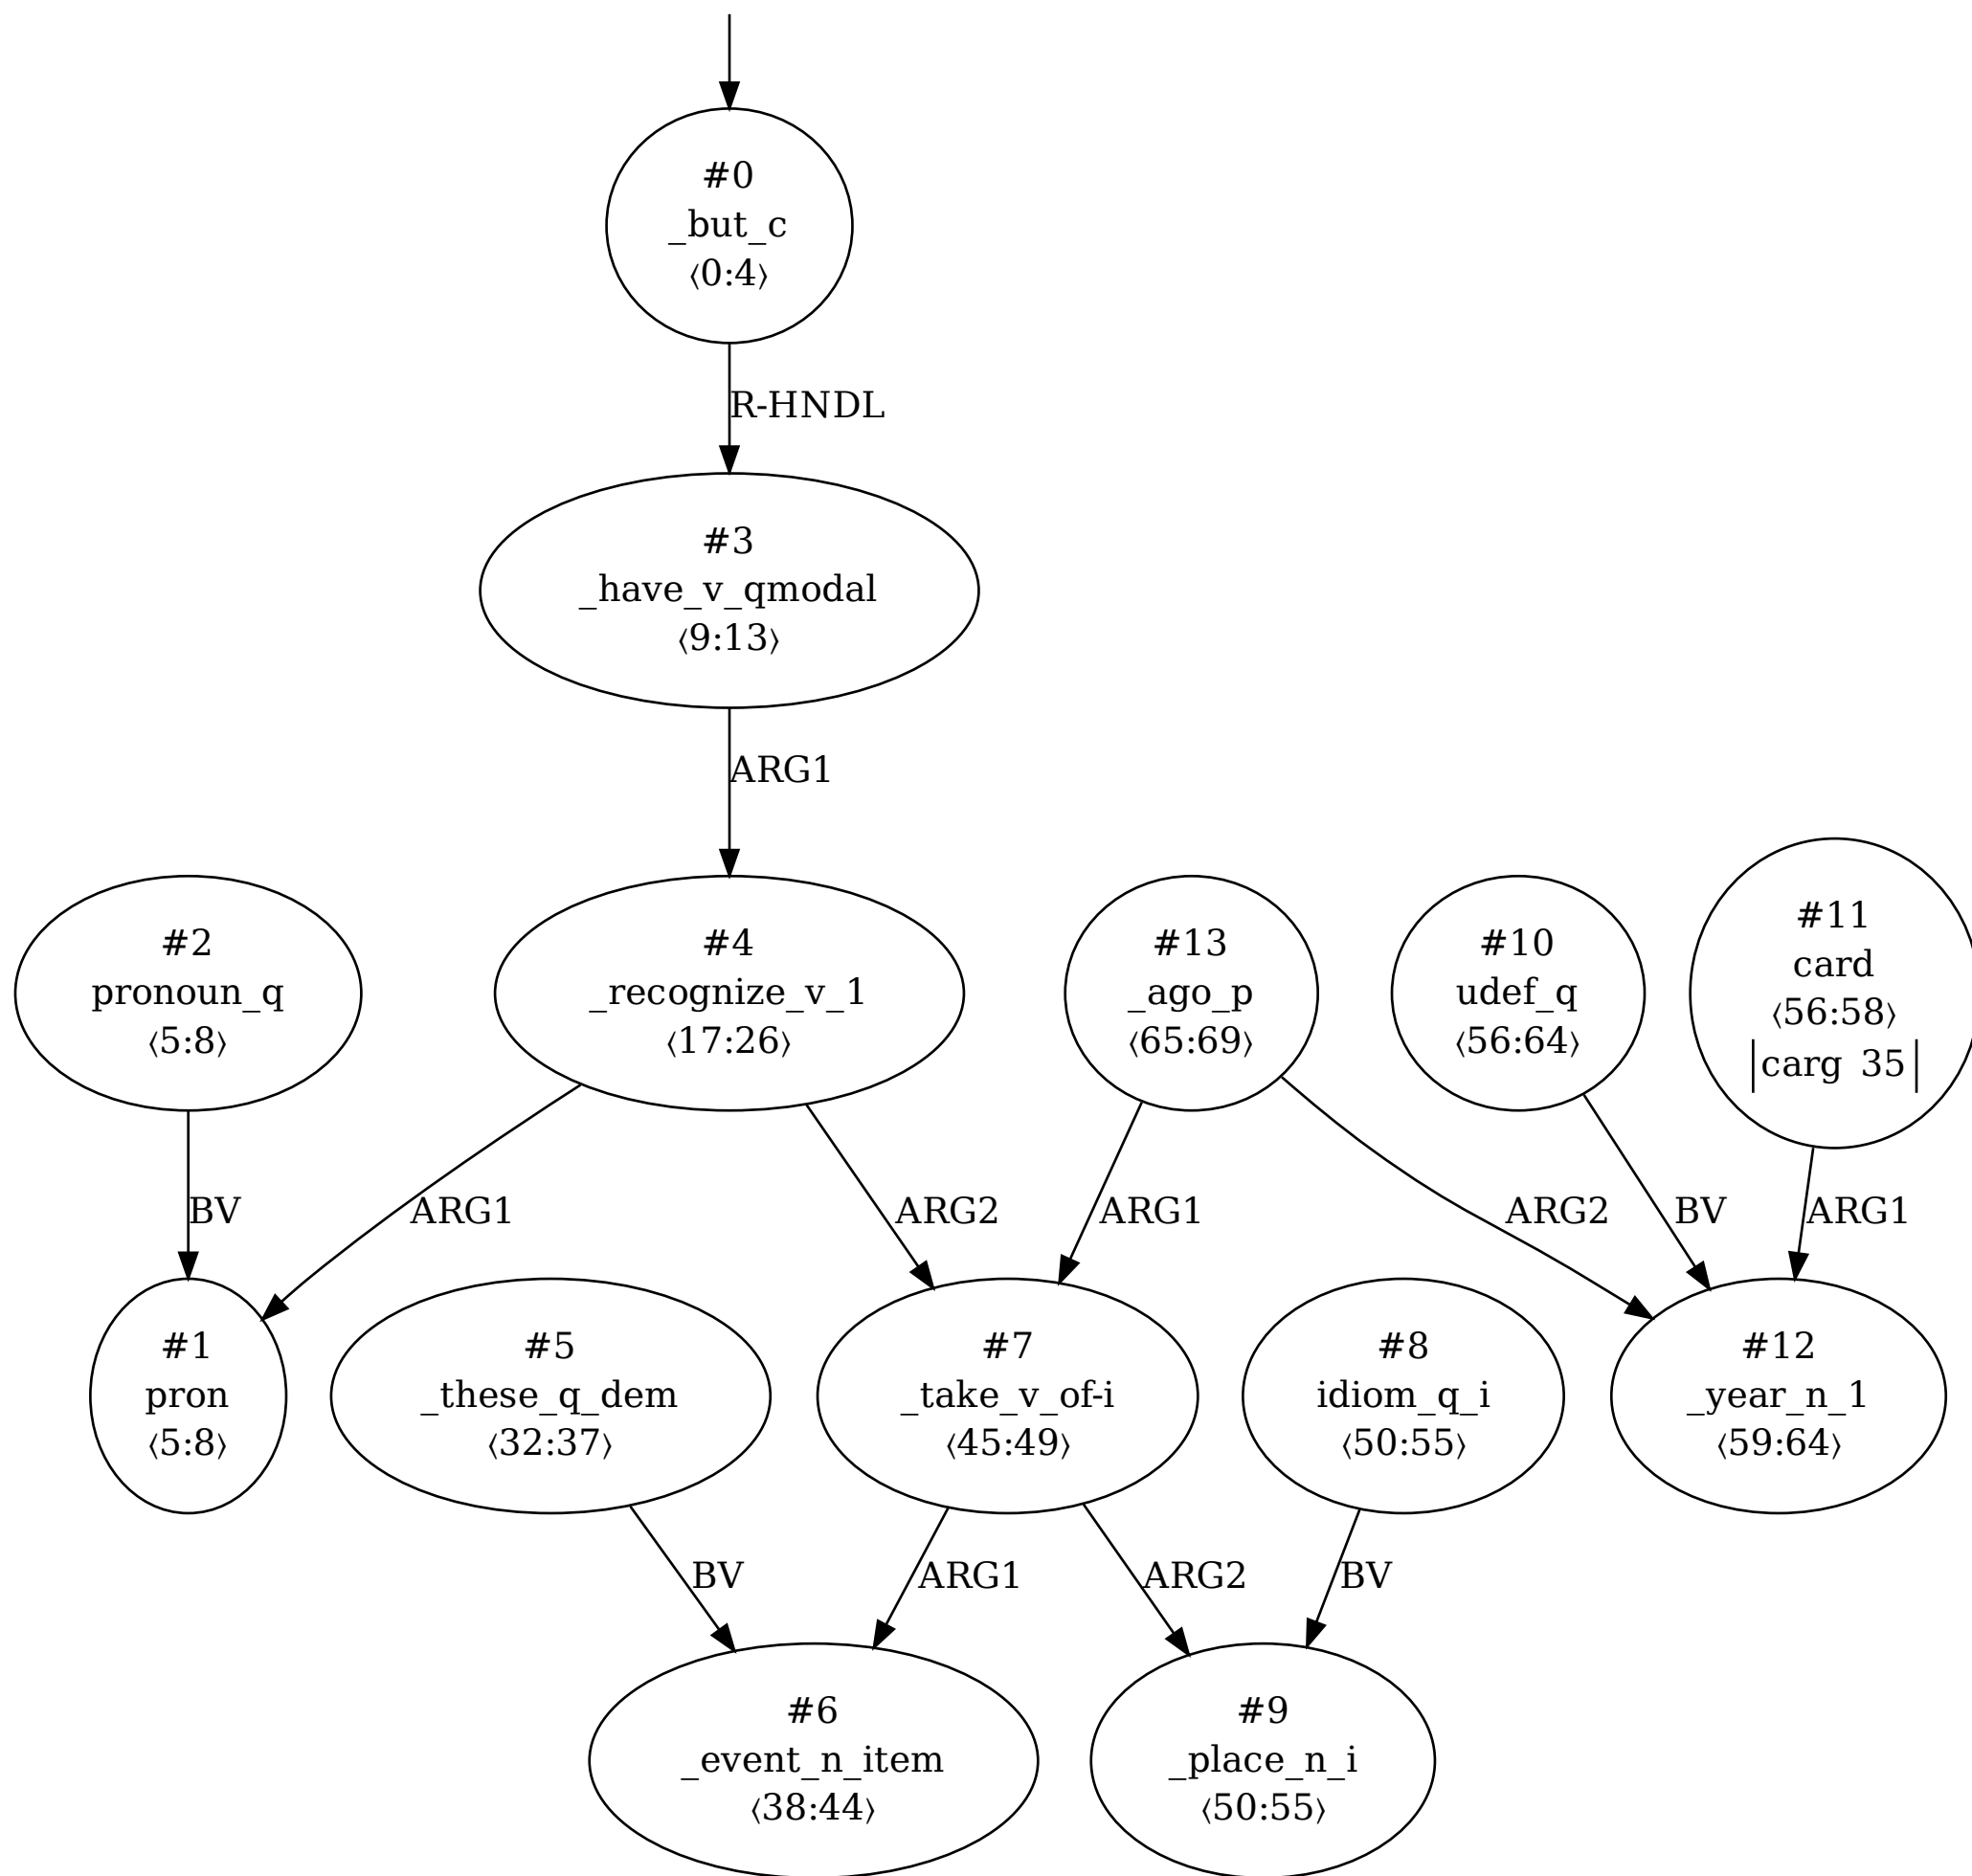 #0
_but_c
⟨0:4⟩
R-HNDL
#3
_have_v_qmodal
⟨9:13⟩
ARG1
#2
pronoun_q
⟨5:8⟩
#4
_recognize_v_1
⟨17:26⟩
#13
_ago_p
⟨65:69⟩
#10
udef_q
⟨56:64⟩
#11
card
⟨56:58⟩
|carg 35|
BV
ARG1
ARG2
ARG1
ARG2
BV
ARG1
#1
pron
⟨5:8⟩
#5
_these_q_dem
⟨32:37⟩
#7
_take_v_of-i
⟨45:49⟩
#8
idiom_q_i
⟨50:55⟩
#12
_year_n_1
⟨59:64⟩
BV
ARG1
ARG2
BV
#6
_event_n_item
⟨38:44⟩
#9
_place_n_i
⟨50:55⟩